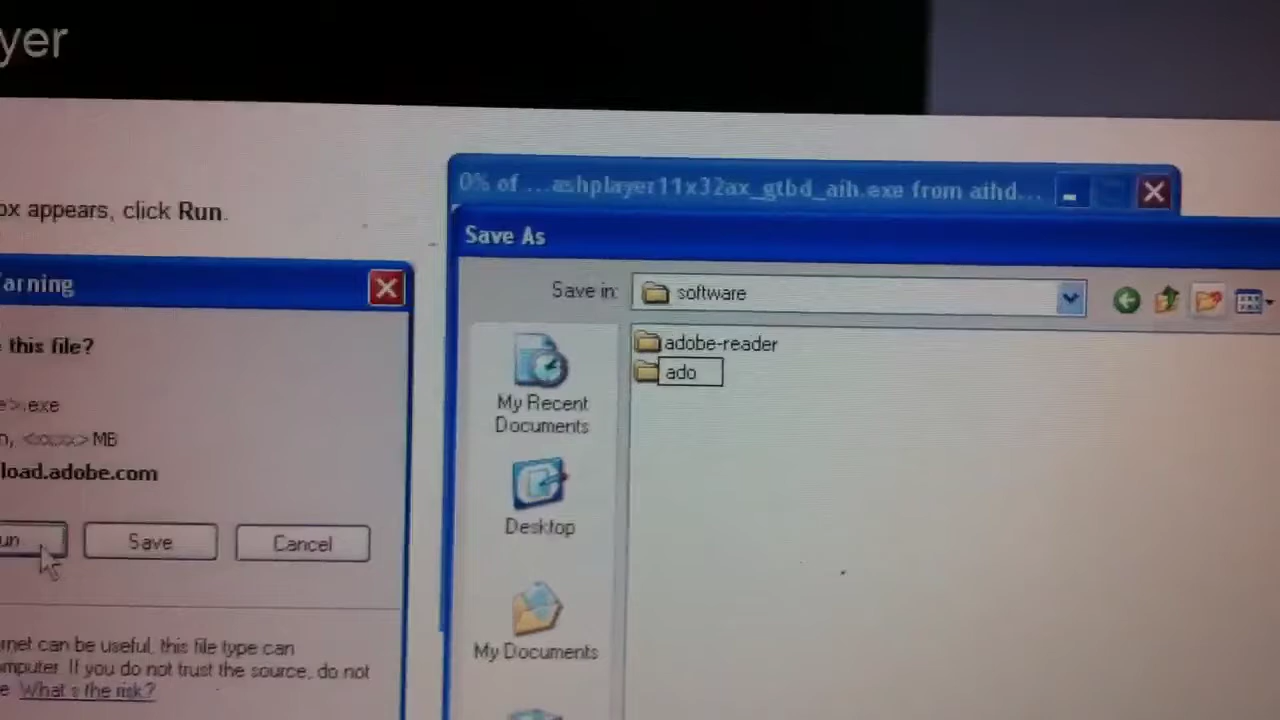 yer
ox appears, click Run.
arning
this file?
.exe
n, MB
load.adobe.com
un
Save
Cancel
rnet can be useful, this file type can
mputer. If you do not trust the source, do not
e What's the risk?
0% of ...ashplayer11x32ax_gtbd_aih.exe from aihd...
Save As
Save in:
software
adobe-reader
ado
My Recent
Documents
Desktop
My Documents